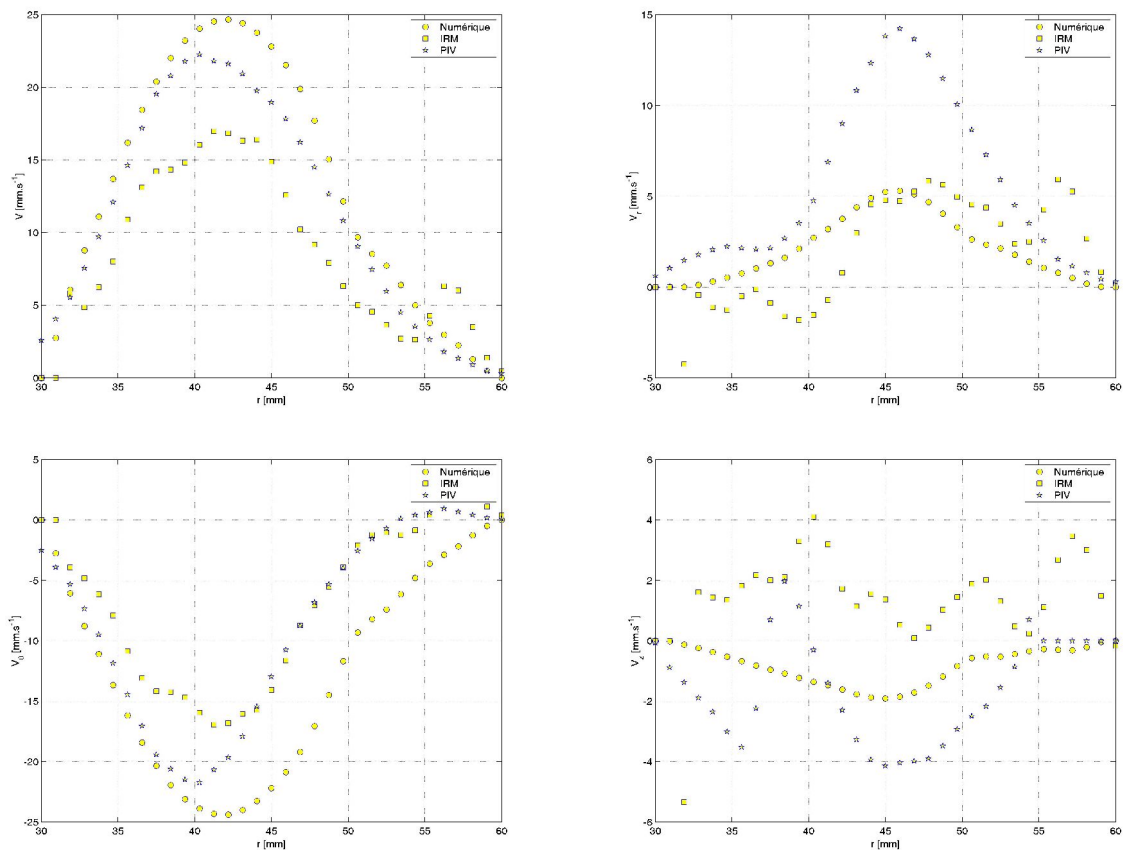 25
20
15
10
5
0
V [mm.s⁻¹]
30 35 40 45 50 55 60
r [mm]
Numérique
IRM
PIV
15
10
5
0
-5
V_r [mm.s⁻¹]
30 35 40 45 50 55 60
r [mm]
Numérique
IRM
PIV
5
0
-5
-10
-15
-20
-25
V_θ [mm.s⁻¹]
30 35 40 45 50 55 60
r [mm]
Numérique
IRM
PIV
6
4
2
0
-2
-4
-6
V_z [mm.s⁻¹]
30 35 40 45 50 55 60
r [mm]
Numérique
IRM
PIV